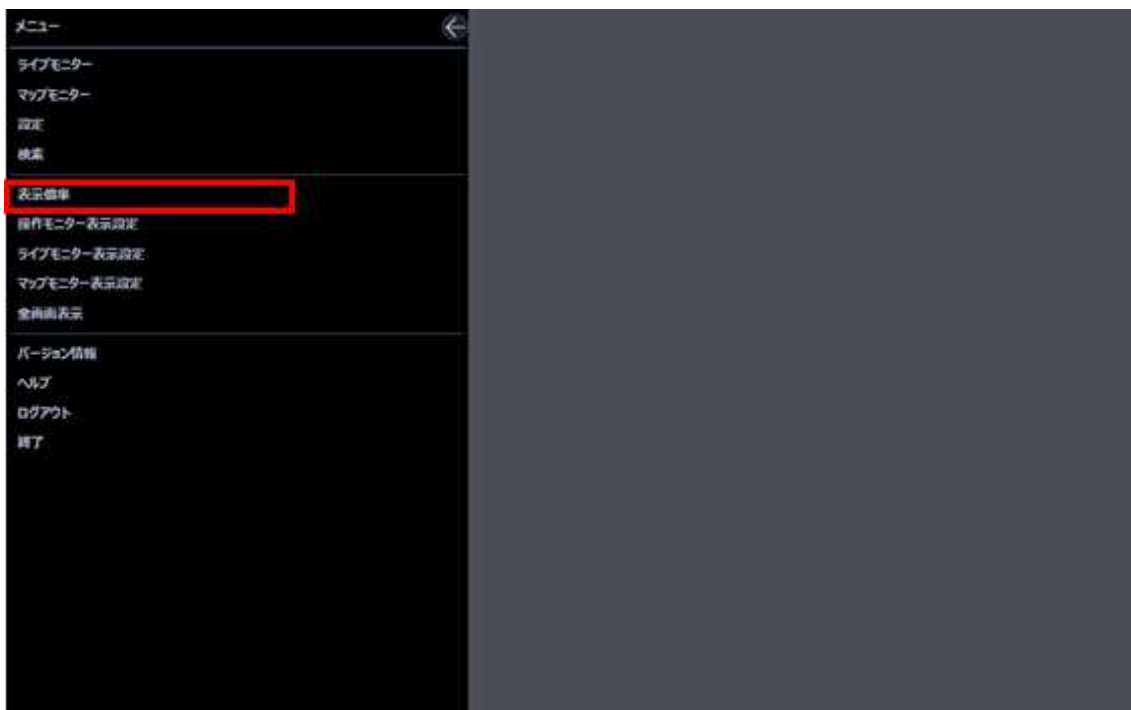 メニュー
ライブモニター
マップモニター
設定
検索
表示倍率
操作モニター表示設定
ライブモニター表示設定
マップモニター表示設定
全画面表示
バージョン情報
ヘルプ
ログアウト
終了